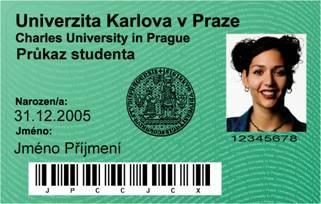 Univerzita Karlova v Praze
Charles University in Prague
Průkaz studenta
Narozen/a:
31.12.2005
Jméno:
Jméno Příjmení
12345678
J P C C J C X